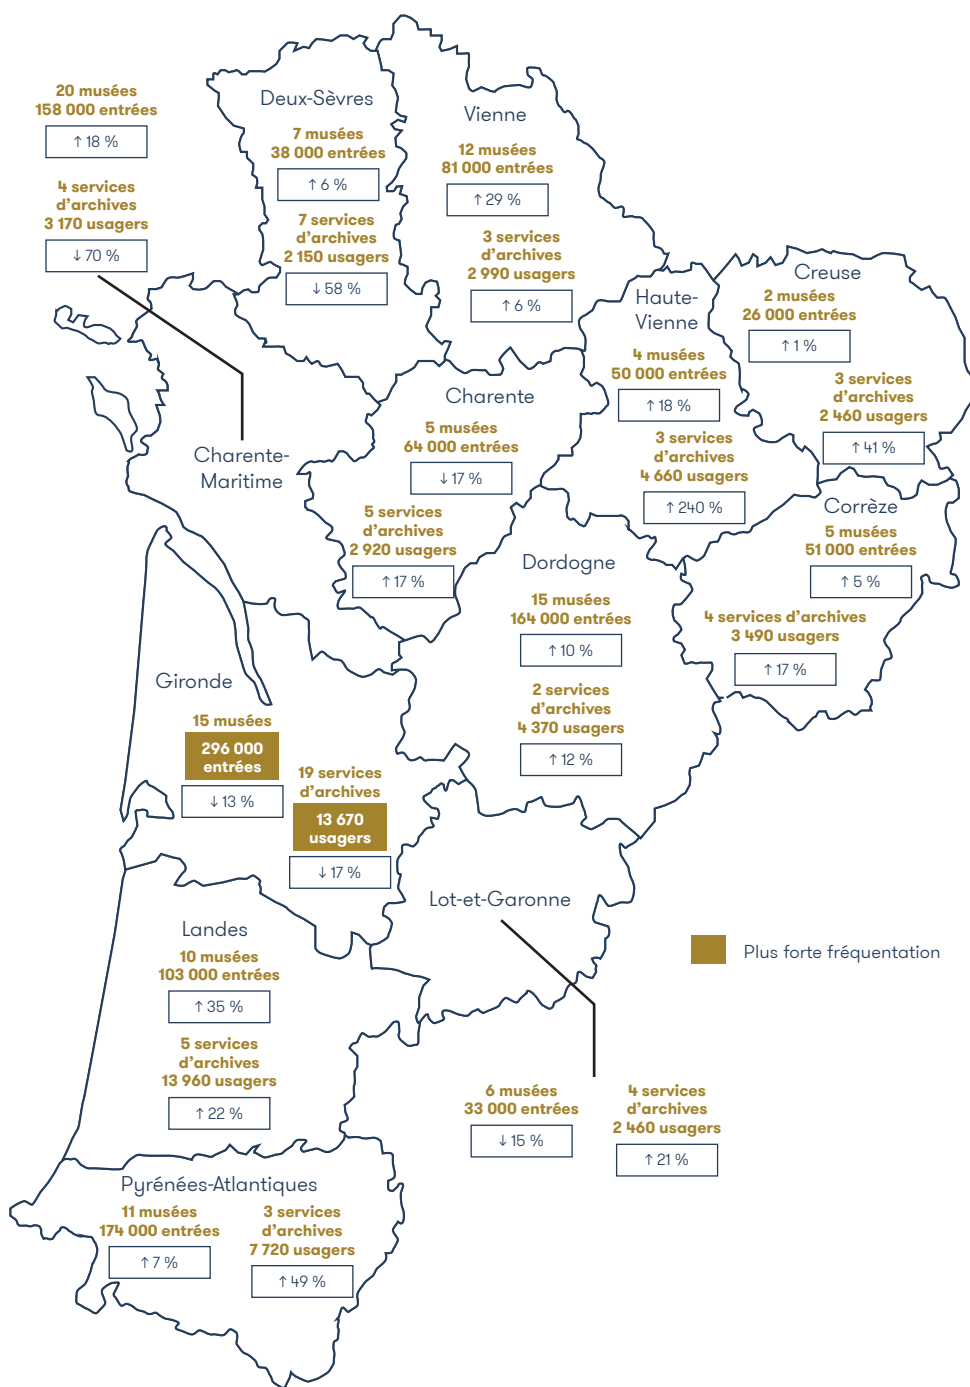 20 musées
158 000 entrées
↑ 18 %
4 services
d'archives
3 170 usagers
↓ 70 %
Charente-
Maritime
Deux-Sèvres
7 musées
38 000 entrées
↑ 6 %
7 services
d'archives
2 150 usagers
↓ 58 %
Vienne
12 musées
81 000 entrées
↑ 29 %
3 services
d'archives
2 990 usagers
↑ 6 %
Haute-
Vienne
4 musées
50 000 entrées
↑ 18 %
3 services
d'archives
4 660 usagers
↑ 240 %
Creuse
2 musées
26 000 entrées
↑ 1 %
3 services
d'archives
2 460 usagers
↑ 41 %
Charente
5 musées
64 000 entrées
↓ 17 %
5 services
d'archives
2 920 usagers
↑ 17 %
Corrèze
5 musées
51 000 entrées
↑ 5 %
4 services d'archives
3 490 usagers
↑ 17 %
Dordogne
15 musées
164 000 entrées
↑ 10 %
2 services
d'archives
4 370 usagers
↑ 12 %
Gironde
15 musées
296 000
entrées
↓ 13 %
19 services
d'archives
13 670
usagers
↓ 17 %
Lot-et-Garonne
6 musées
33 000 entrées
↓ 15 %
4 services
d'archives
2 460 usagers
↑ 21 %
Landes
10 musées
103 000 entrées
↑ 35 %
5 services
d'archives
13 960 usagers
↑ 22 %
Plus forte fréquentation
Pyrénées-Atlantiques
11 musées
174 000 entrées
↑ 7 %
3 services
d'archives
7 720 usagers
↑ 49 %